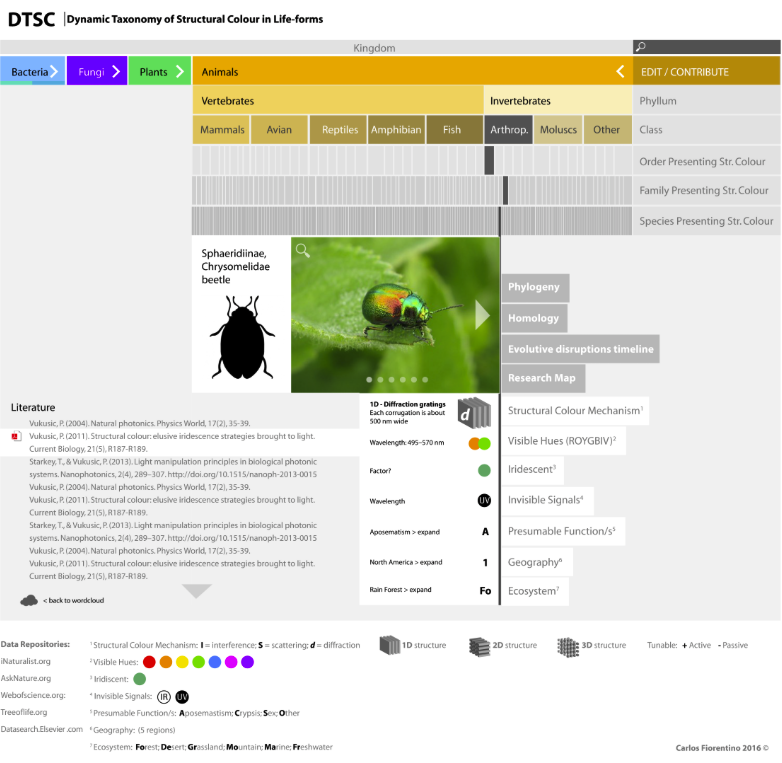 DTSC | Dynamic Taxonomy of Structural Colour in Life-forms
Kingdom
Bacteria Fungi Plants Animals EDIT / CONTRIBUTE
Vertebrates Invertebrates Phyllum
Mammals Avian Reptiles Amphibian Fish Arthrop. Moluscs Other Class
Order Presenting Str. Colour
Family Presenting Str. Colour
Species Presenting Str. Colour
Sphaeridiinae,
Chrysomelidae
beetle
Phylogeny
Homology
Evolutive disruptions timeline
Research Map
Literature
Vukusic, P. (2004). Natural photonics. Physics World, 17(2), 35-39.
Vukusic, P. (2011). Structural colour: elusive iridescence strategies brought to light.
Current Biology, 21(5), R187-R189.
Starkey, T., & Vukusic, P. (2013). Light manipulation principles in biological photonic
systems. Nanophotonics, 2(4), 289–307. http://doi.org/10.1515/nanoph-2013-0015
Vukusic, P. (2004). Natural photonics. Physics World, 17(2), 35-39.
Vukusic, P. (2011). Structural colour: elusive iridescence strategies brought to light.
Current Biology, 21(5), R187-R189.
Starkey, T., & Vukusic, P. (2013). Light manipulation principles in biological photonic
systems. Nanophotonics, 2(4), 289–307. http://doi.org/10.1515/nanoph-2013-0015
Vukusic, P. (2004). Natural photonics. Physics World, 17(2), 35-39.
Vukusic, P. (2011). Structural colour: elusive iridescence strategies brought to light.
Current Biology, 21(5), R187-R189.
< back to wordcloud
1D - Diffraction gratings
Each corrugation is about
500 nm wide
d
Structural Colour Mechanism¹
Wavelength: 495–570 nm
Visible Hues (ROYGBIV)²
Factor?
Iridescent³
Wavelength UV
Invisible Signals⁴
Aposematism > expand A
Presumable Function/s⁵
North America > expand 1
Geography⁶
Rain Forest > expand Fo
Ecosystem⁷
Data Repositories:
iNaturalist.org
AskNature.org
Webofscience.org:
Treeoflife.org
Datasearch.Elsevier.com
¹ Structural Colour Mechanism: I = interference; S = scattering; d = diffraction
1D structure 2D structure 3D structure Tunable: + Active - Passive
² Visible Hues:
³ Iridiscent:
⁴ Invisible Signals: IR UV
⁵ Presumable Function/s: Aposemastism; Crypsis; Sex; Other
⁶ Geography: (5 regions)
⁷ Ecosystem: Forest; Desert; Grassland; Mountain; Marine; Freshwater
Carlos Fiorentino 2016 ©